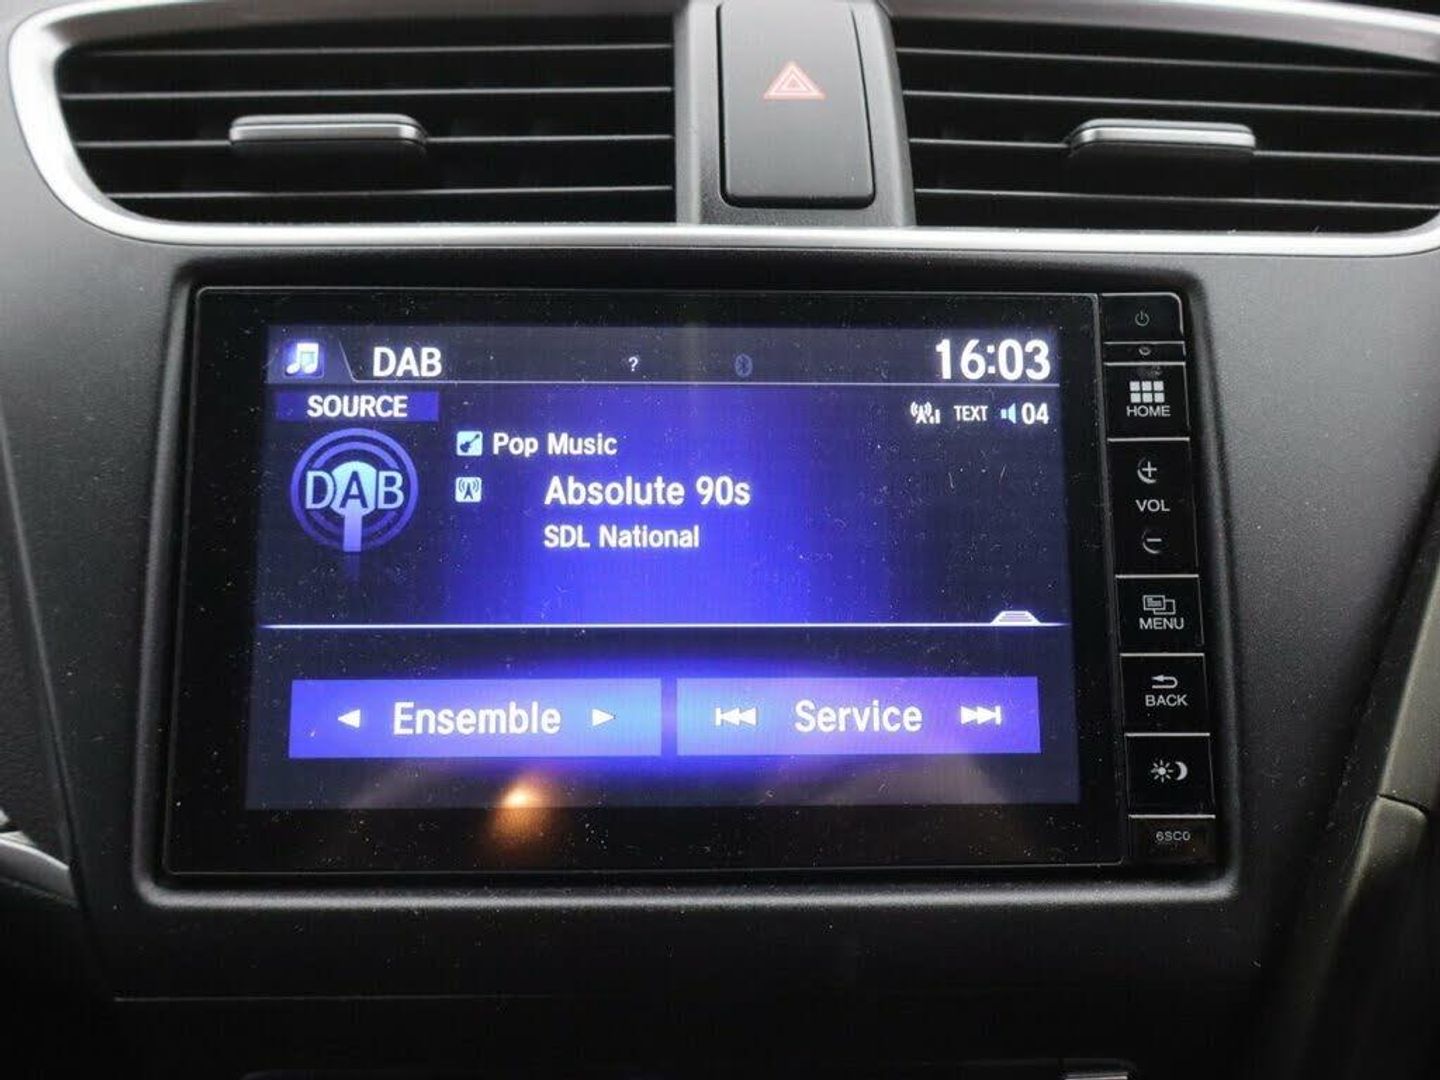 DAB
?
16:03
SOURCE
TEXT
04
DAB
Pop Music
Absolute 90s
SDL National
Ensemble
Service
HOME
+
VOL
−
MENU
BACK
6SC0